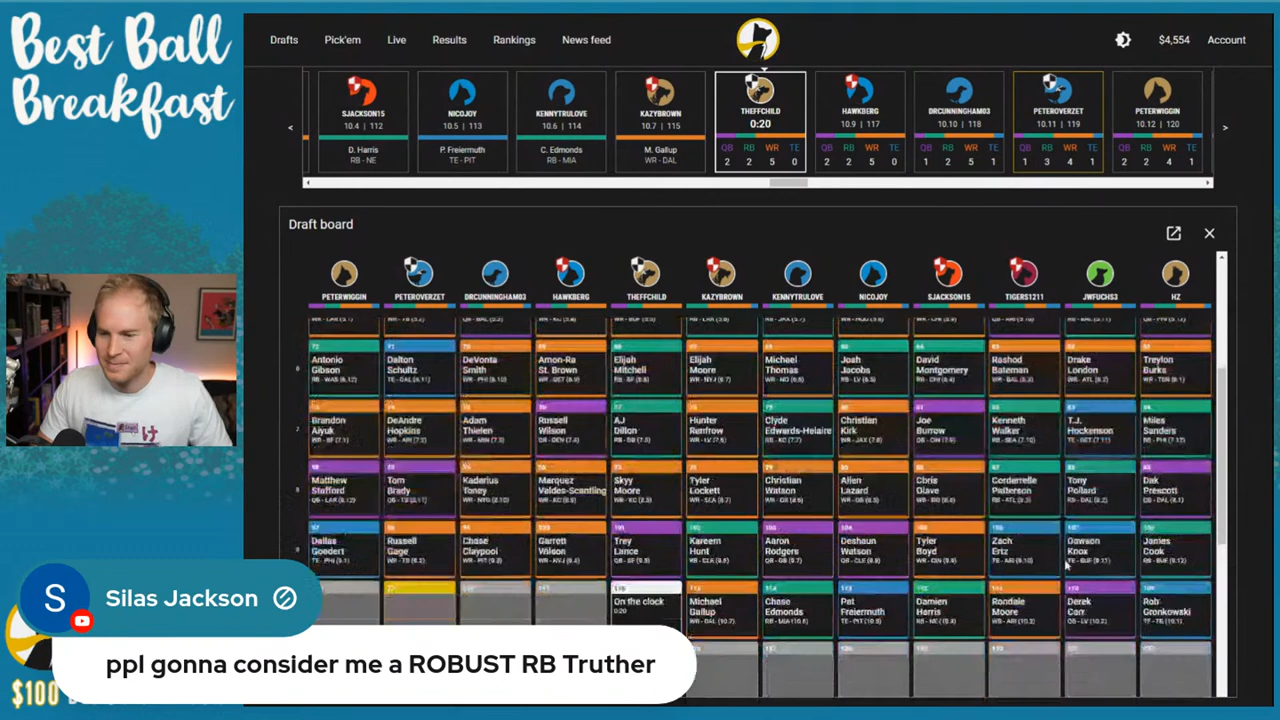 Best Ball
Breakfast
Drafts Pick'em Live Results Rankings News feed $4,554 Account
SJACKSON15 NICOJOY KENNYTRULOVE KAZYBROWN THEFFCHILD HAWKBERG DRCUNNINGHAM03 PETEROVERZET PETERWIGGIN
10.4 | 112 10.5 | 113 10.6 | 114 10.7 | 115 0:20 10.9 | 117 10.10 | 118 10.11 | 119 10.12 | 120
< >
D. Harris P. Freiermuth C. Edmonds M. Gallup QB RB WR TE QB RB WR TE QB RB WR TE QB RB WR TE QB RB WR TE
RB - NE TE - PIT RB - MIA WR - DAL 2 2 5 0 2 2 5 0 1 2 5 1 1 3 4 1 2 2 4 1
Draft board
PETERWIGGIN PETEROVERZET DRCUNNINGHAM03 HAWKBERG THEFFCHILD KAZYBROWN KENNYTRULOVE NICOJOY SJACKSON15 TIGERS1211 JWFUCHS3 HZ
Antonio Dalton DeVonta Amon-Ra Elijah Elijah Michael Josh David Rashod Drake Treylon
Gibson Schultz Smith St. Brown Mitchell Moore Thomas Jacobs Montgomery Bateman London Burks
Brandon DeAndre Adam Russell AJ Hunter Clyde Christian Joe Kenneth T.J. Miles
Aiyuk Hopkins Thielen Wilson Dillon Renfrow Edwards-Helaire Kirk Burrow Walker Hockenson Sanders
Matthew Tom Kadarius Marquez Skyy Tyler Christian Allen Chris Cordarrelle Tony Dak
Stafford Brady Toney Valdes-Scantling Moore Lockett Watson Lazard Olave Patterson Pollard Prescott
Dallas Russell Chase Garrett Trey Kareem Aaron Deshaun Tyler Zach Dawson James
Goedert Gage Claypool Wilson Lance Hunt Rodgers Watson Boyd Ertz Knox Cook
On the clock Michael Chase Pat Damien Rondale Derek Rob
0:20 Gallup Edmonds Freiermuth Harris Moore Carr Gronkowski
S Silas Jackson
ppl gonna consider me a ROBUST RB Truther
$100